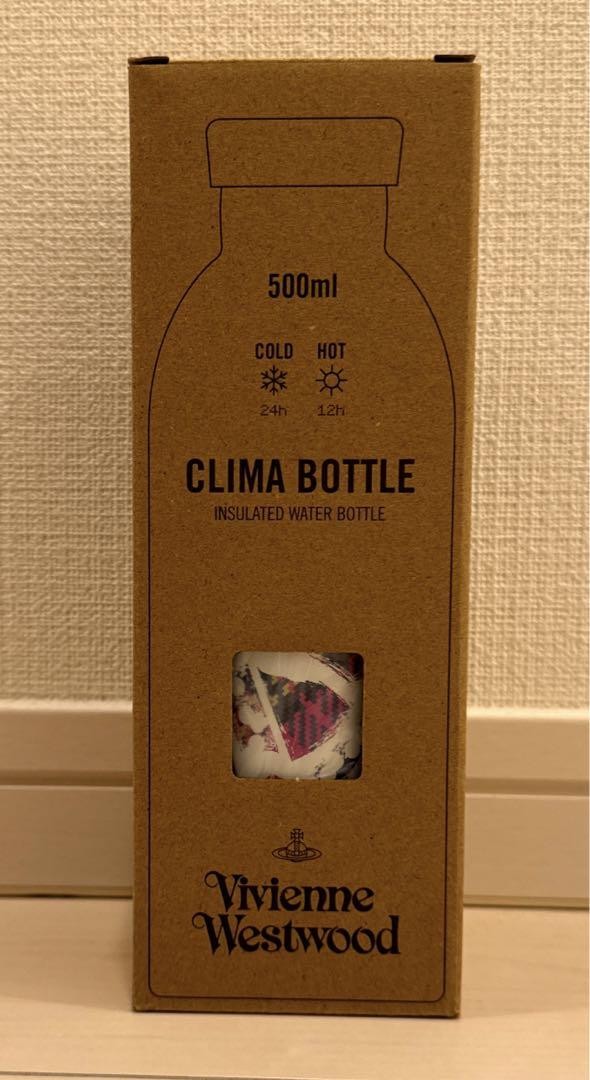 500ml
COLD HOT
24h 12h
CLIMA BOTTLE
INSULATED WATER BOTTLE
Vivienne
Westwood